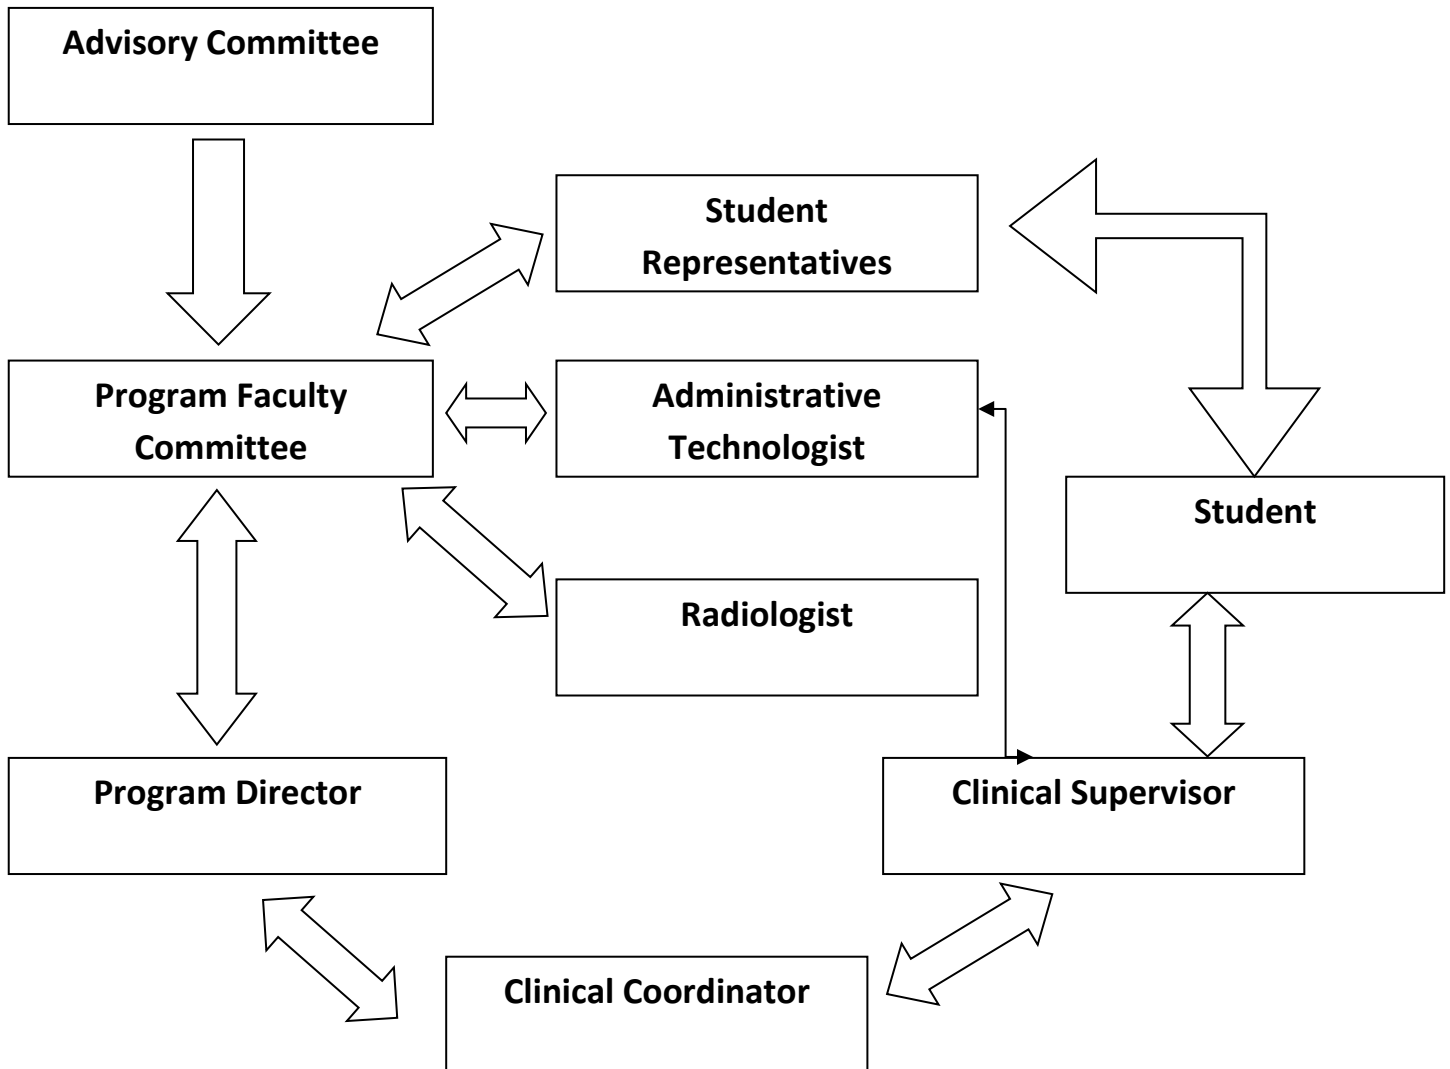 Advisory Committee
Student
Representatives
Program Faculty
Committee
Administrative
Technologist
Student
Radiologist
Program Director
Clinical Supervisor
Clinical Coordinator